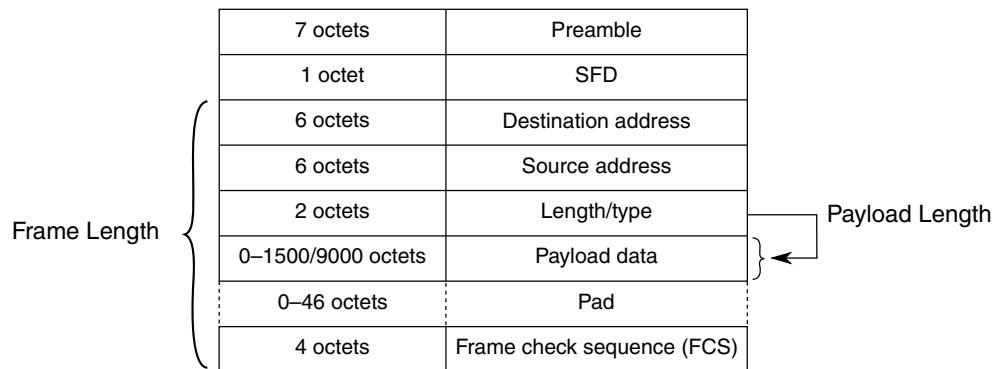 7 octets Preamble
1 octet SFD
6 octets Destination address
6 octets Source address
2 octets Length/type
0–1500/9000 octets Payload data
0–46 octets Pad
4 octets Frame check sequence (FCS)
Frame Length
Payload Length